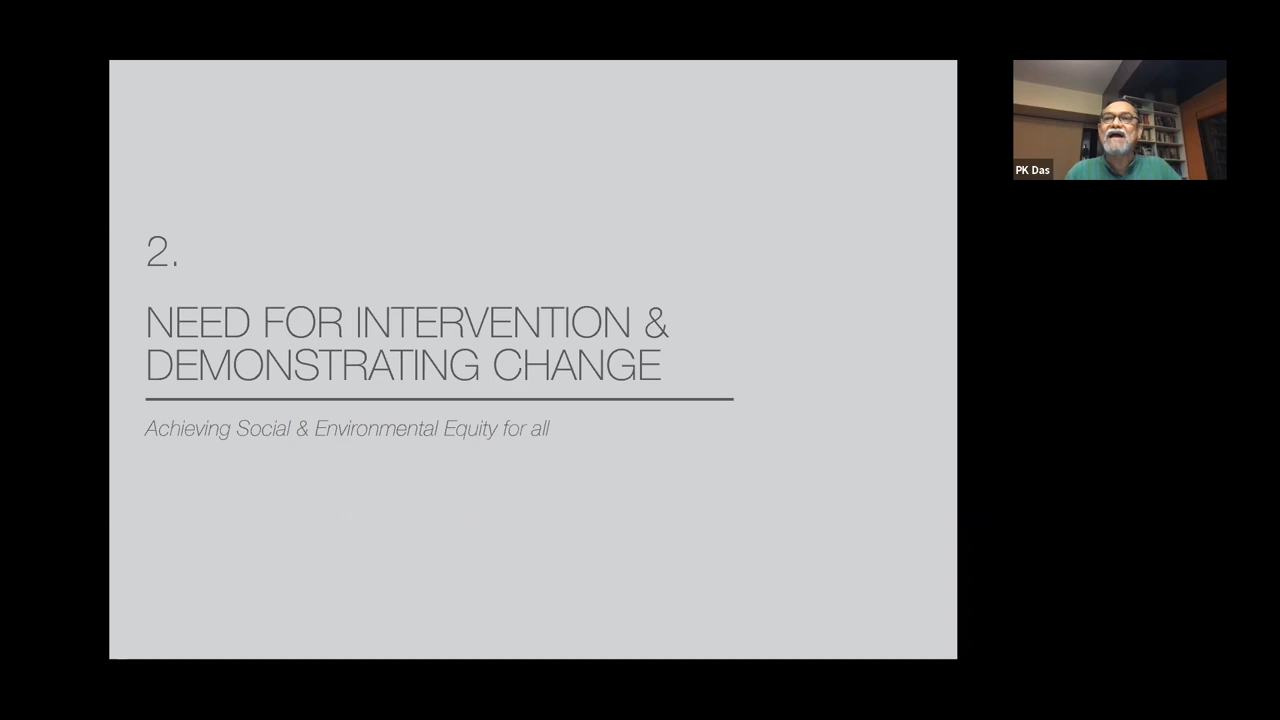 2.
NEED FOR INTERVENTION &
DEMONSTRATING CHANGE
Achieving Social & Environmental Equity for all
PK Das